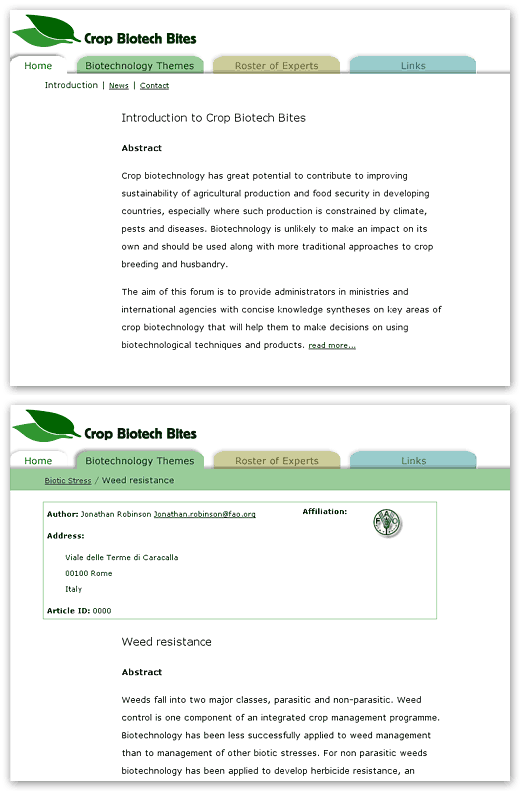 Crop Biotech Bites
Home Biotechnology Themes Roster of Experts Links
Introduction | News | Contact
Introduction to Crop Biotech Bites
Abstract
Crop biotechnology has great potential to contribute to improving
sustainability of agricultural production and food security in developing
countries, especially where such production is constrained by climate,
pests and diseases. Biotechnology is unlikely to make an impact on its
own and should be used along with more traditional approaches to crop
breeding and husbandry.
The aim of this forum is to provide administrators in ministries and
international agencies with concise knowledge syntheses on key areas of
crop biotechnology that will help them to make decisions on using
biotechnological techniques and products. read more...
Crop Biotech Bites
Home Biotechnology Themes Roster of Experts Links
Biotic Stress / Weed resistance
Author: Jonathan Robinson Jonathan.robinson@fao.org Affiliation:
FAO
Address:
Viale delle Terme di Caracalla
00100 Rome
Italy
Article ID: 0000
Weed resistance
Abstract
Weeds fall into two major classes, parasitic and non-parasitic. Weed
control is one component of an integrated crop management programme.
Biotechnology has been less successfully applied to weed management
than to management of other biotic stresses. For non parasitic weeds
biotechnology has been applied to develop herbicide resistance, an